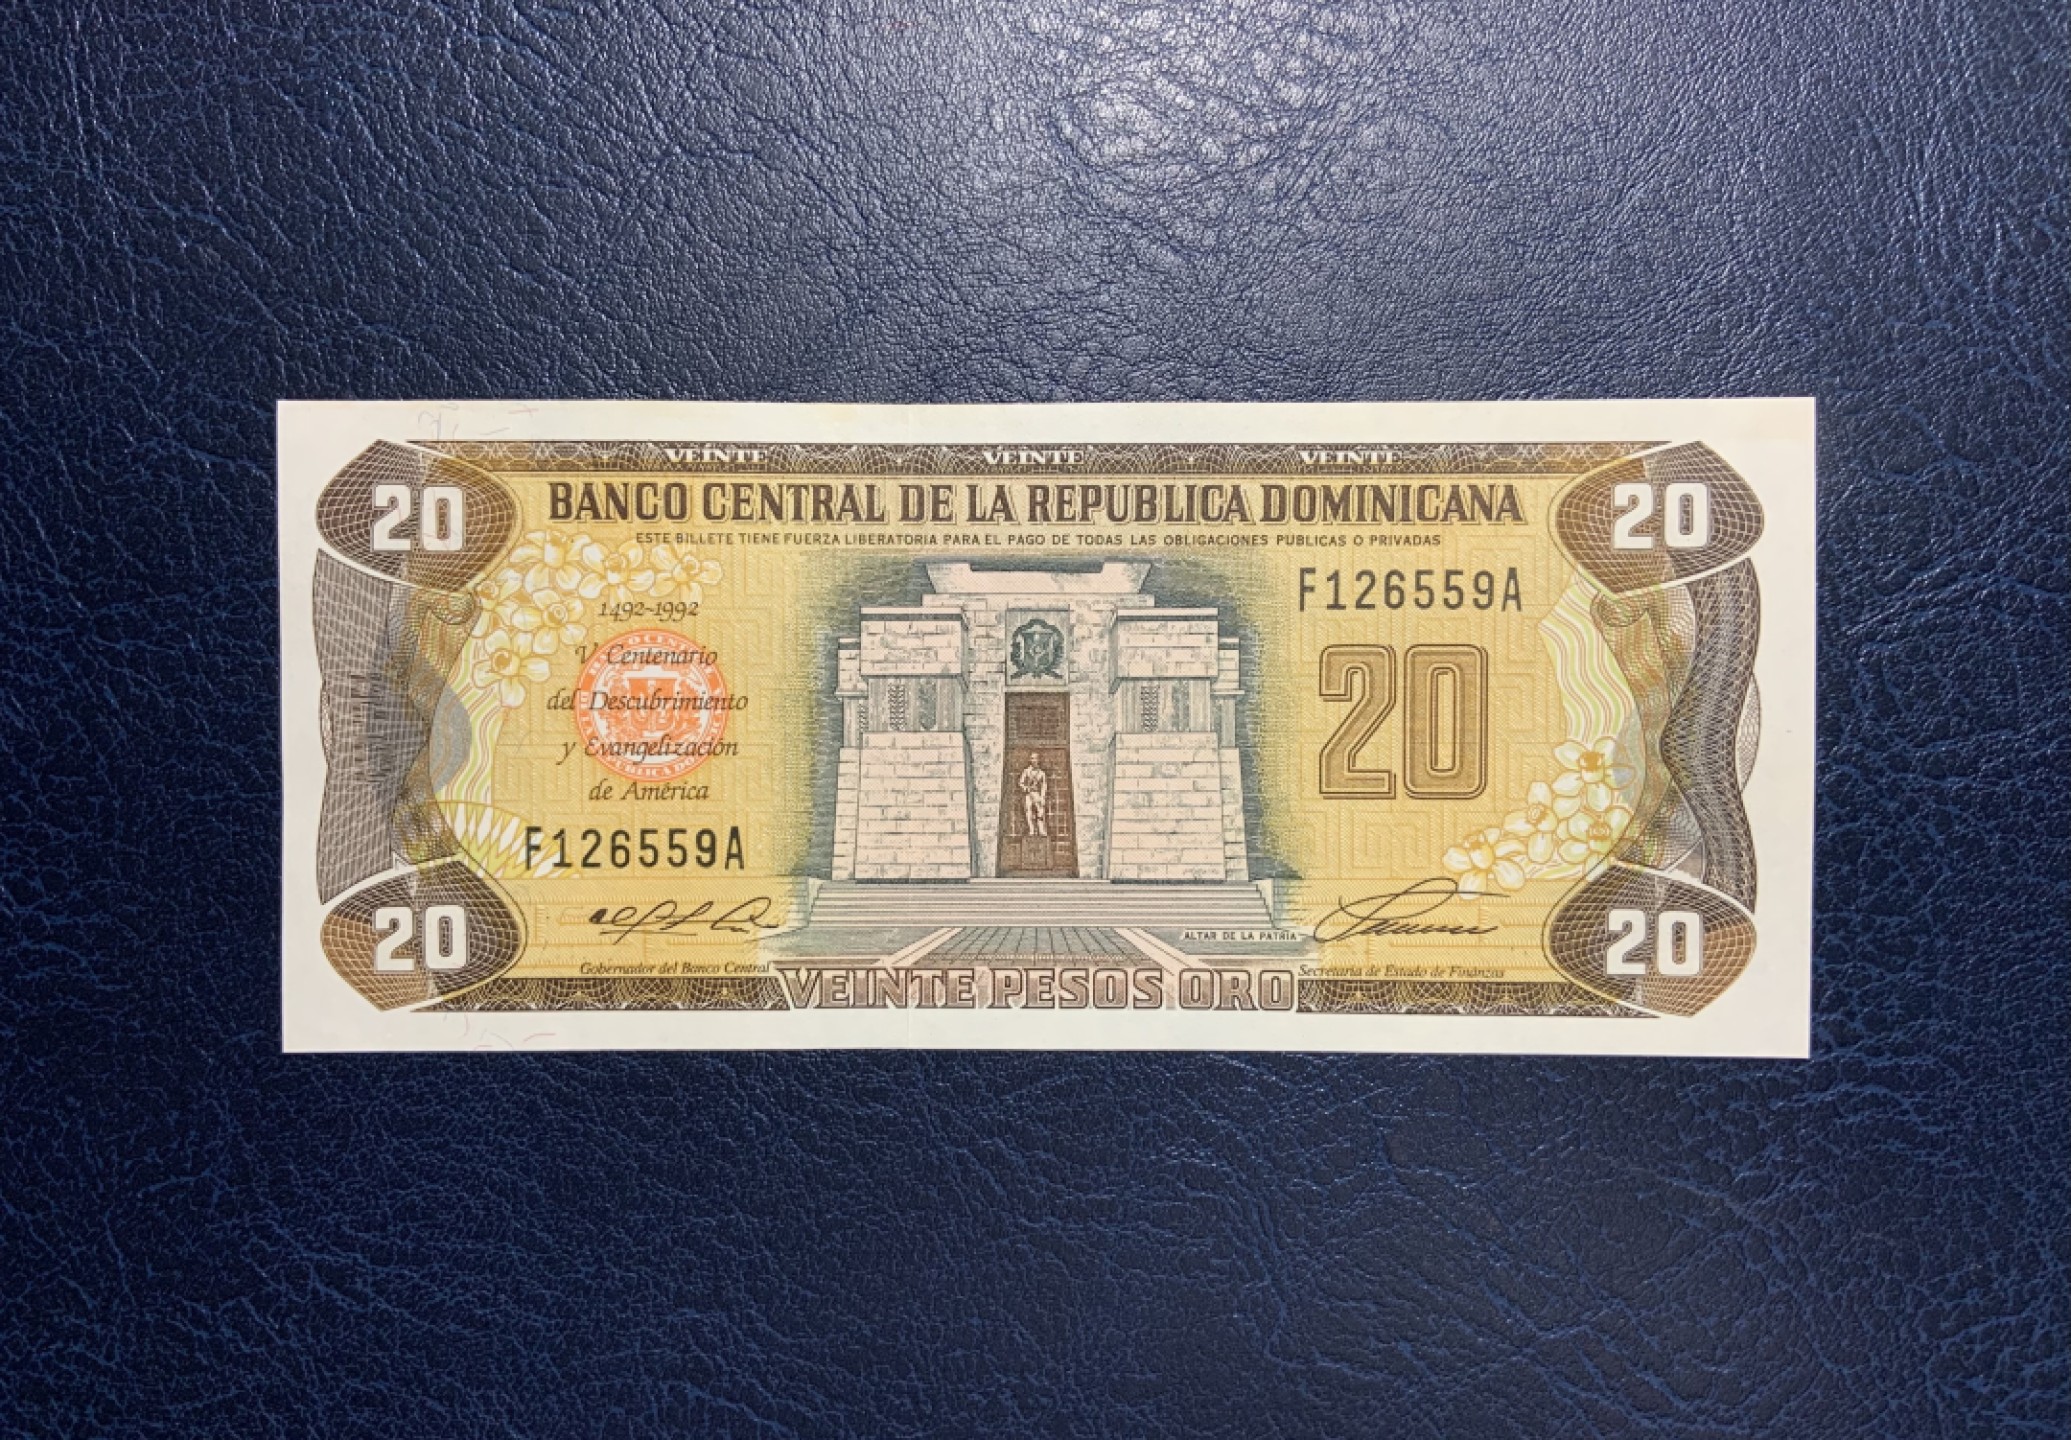 VEINTE VEINTE VEINTE
20 BANCO CENTRAL DE LA REPUBLICA DOMINICANA 20
ESTE BILLETE TIENE FUERZA LIBERATORIA PARA EL PAGO DE TODAS LAS OBLIGACIONES PUBLICAS O PRIVADAS
F126559A
1492-1992
V Centenario
del Descubrimiento
y Evangelización
de América
20
F126559A
20 20
ALTAR DE LA PATRIA
Gobernador del Banco Central
VEINTE PESOS ORO
Secretaria de Estado de Finanzas